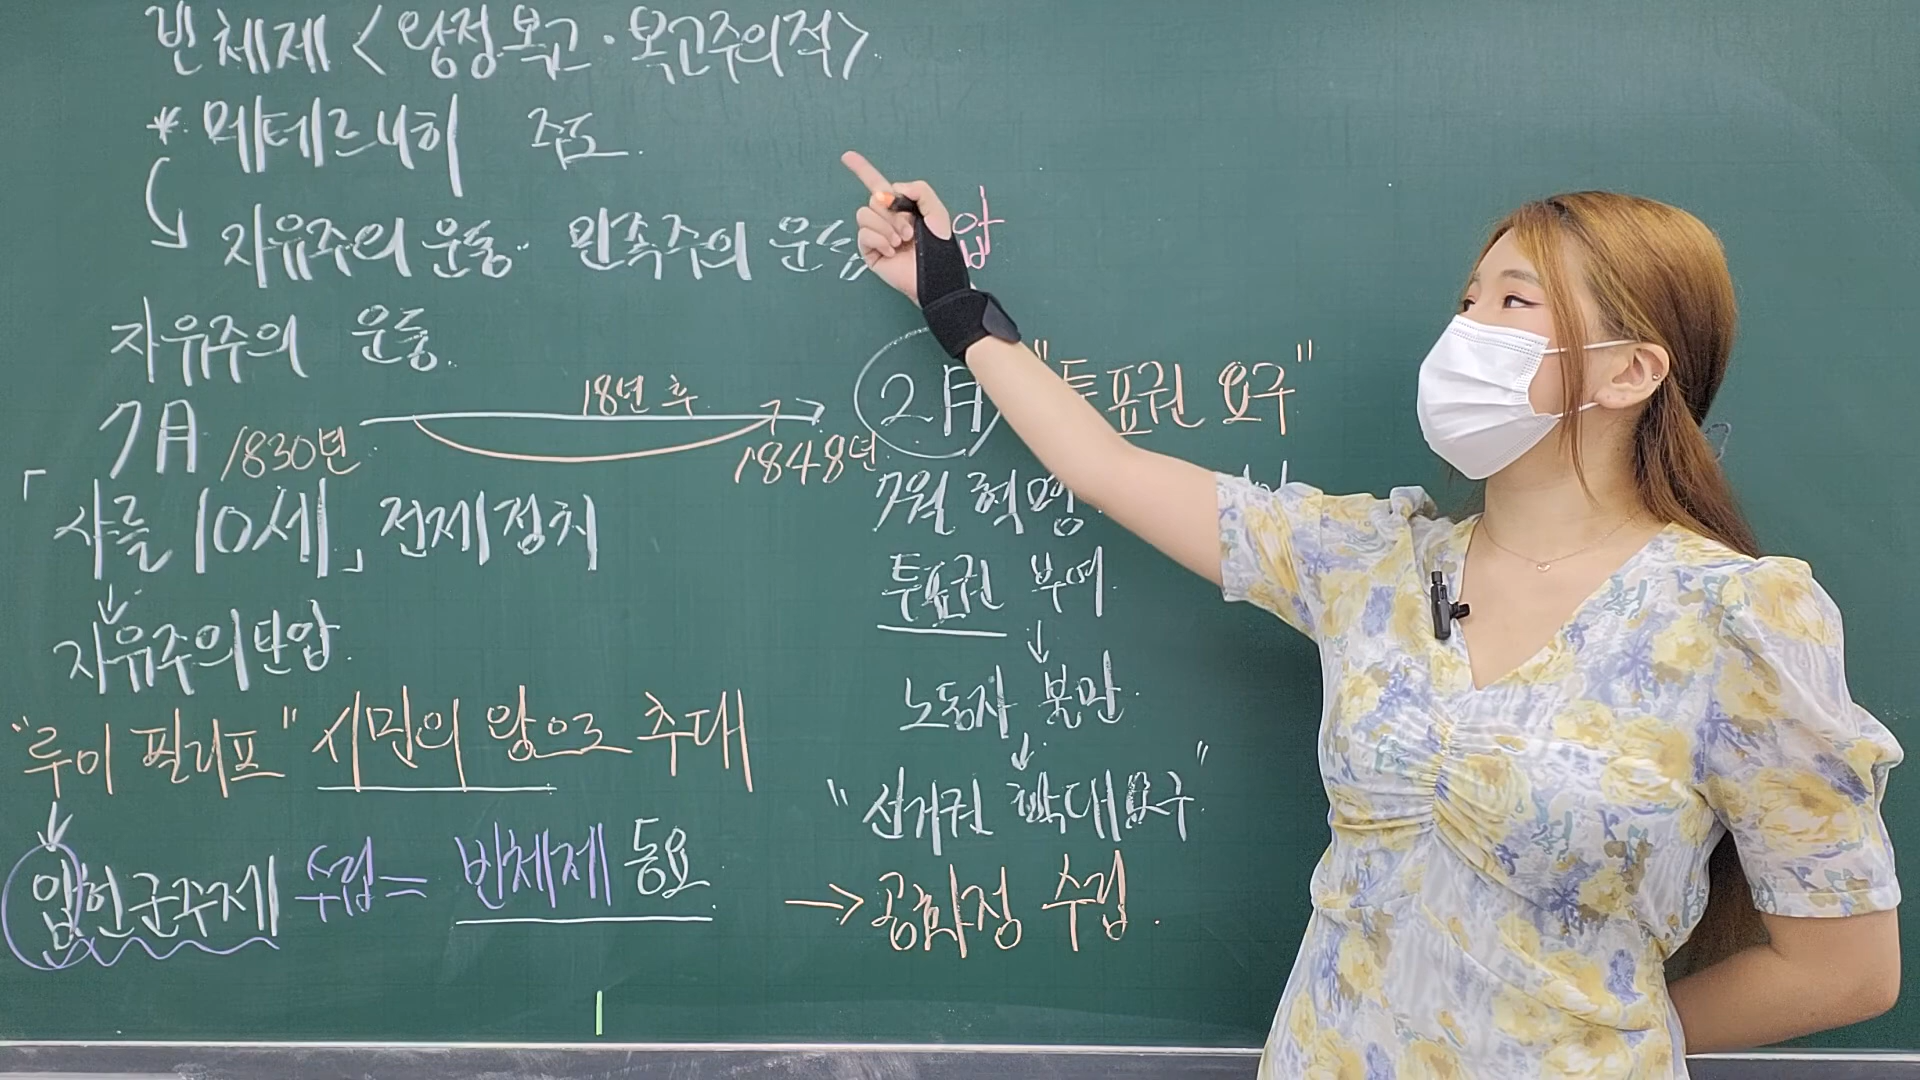 빈 체제 <왕정복고·복고주의적>
* 메테르니히 주도.
자유주의 운동 민족주의 운동 압
자유주의 운동.
7月 1830년 18년 후 1848년 2月 "투표권 요구"
「샤를 10세」 전제정치
7월 혁명
↓
자유주의 탄압.
투표권 부여.
↓
노동자 불만.
↓
"루이 필리프" 시민의 왕으로 추대
"선거권 확대 요구"
↓
입헌군주제 수립 = 빈체제 동요.
→ 공화정 수립.